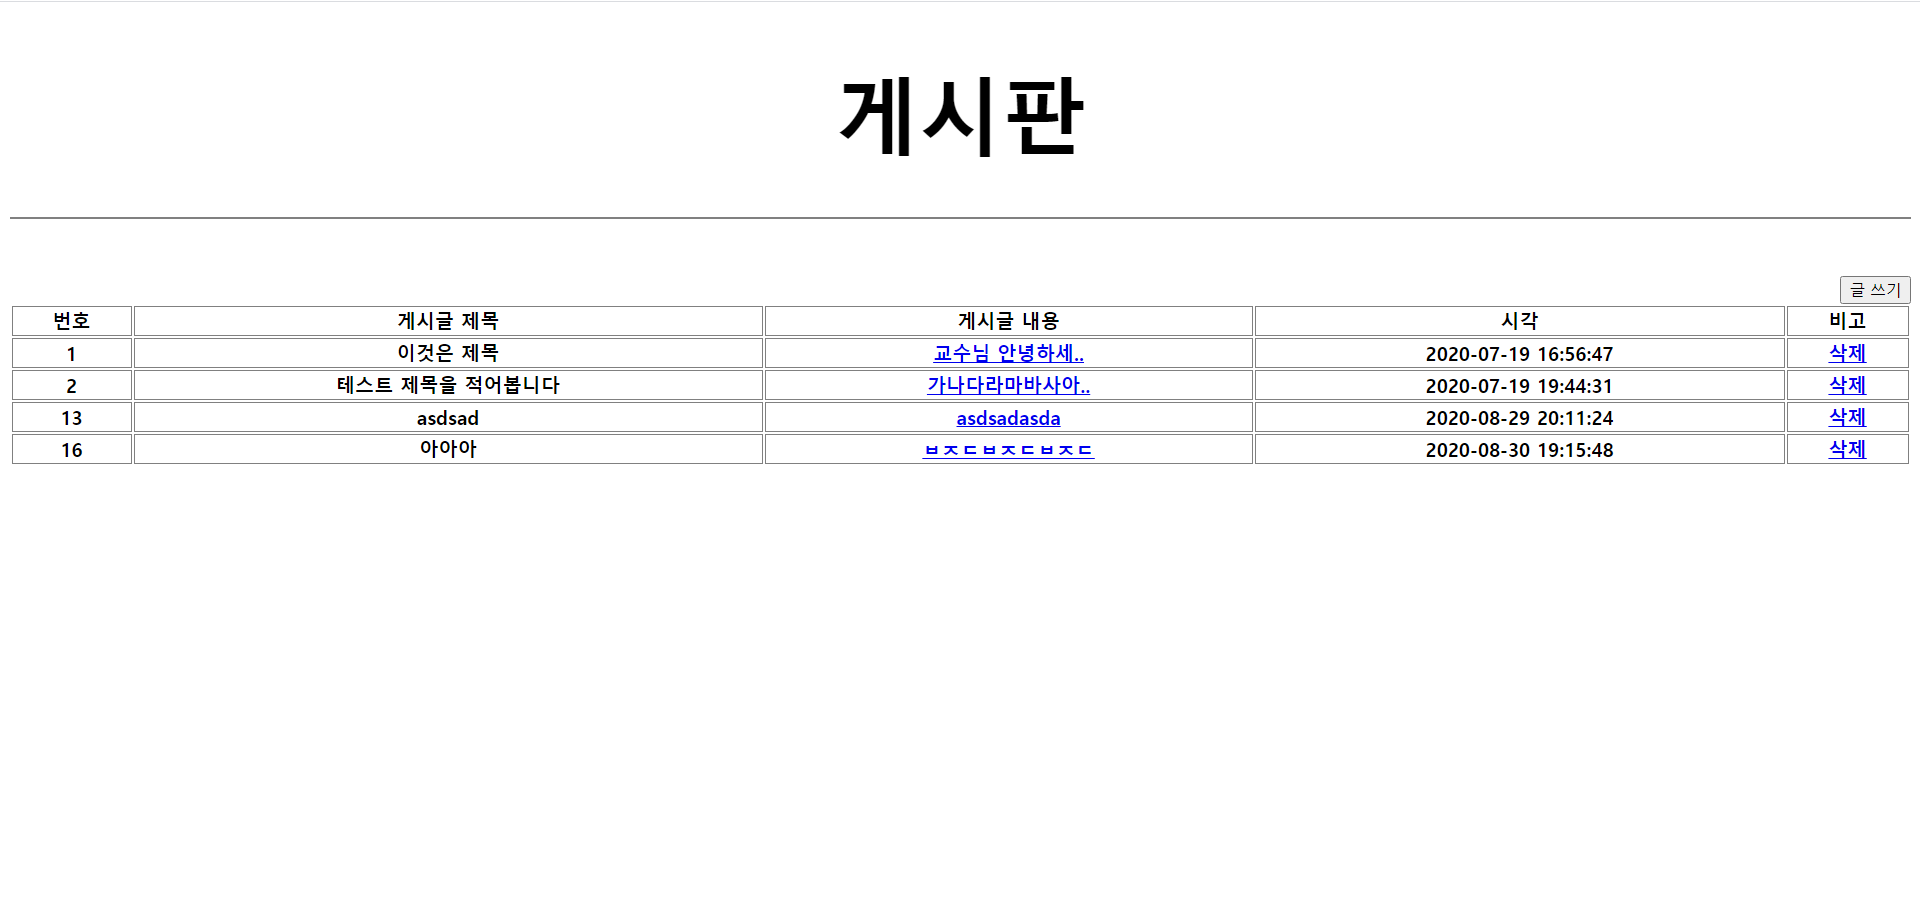 게시판
글 쓰기
번호 게시글 제목 게시글 내용 시각 비고
1 이것은 제목 교수님 안녕하세.. 2020-07-19 16:56:47 삭제
2 테스트 제목을 적어봅니다 가나다라마바사아.. 2020-07-19 19:44:31 삭제
13 asdsad asdsadasda 2020-08-29 20:11:24 삭제
16 아아아 ㅂㅈㄷㅂㅈㄷㅂㅈㄷ 2020-08-30 19:15:48 삭제